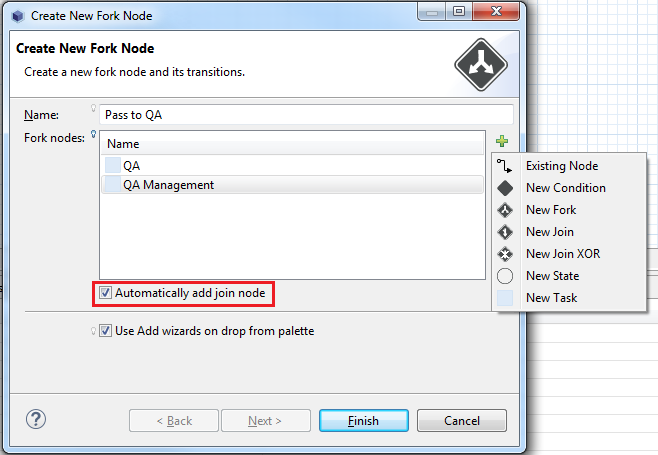 Create New Fork Node
Create New Fork Node
Create a new fork node and its transitions.
Name:
Pass to QA
Fork nodes:
Name
QA
QA Management
Existing Node
New Condition
New Fork
New Join
New Join XOR
New State
New Task
Automatically add join node
Use Add wizards on drop from palette
?
< Back
Next >
Finish
Cancel